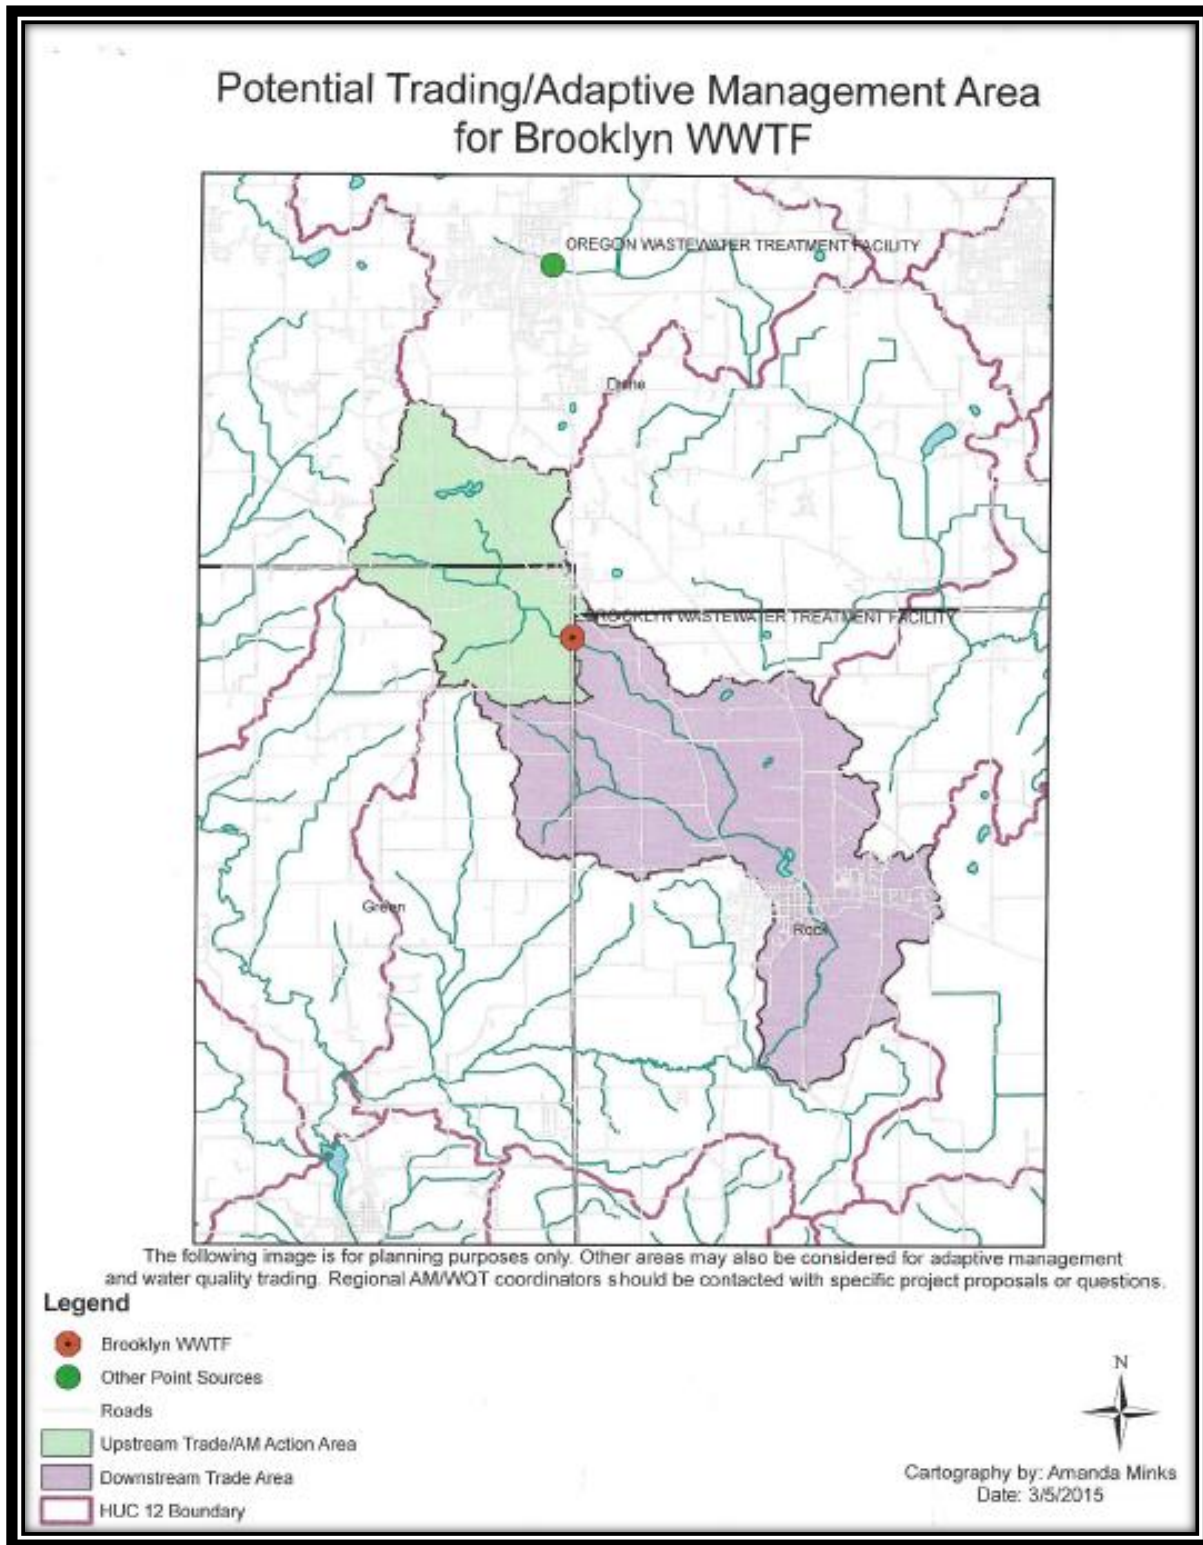 Potential Trading/Adaptive Management Area
for Brooklyn WWTF
OREGON WASTEWATER TREATMENT FACILITY
Dane
BROOKLYN WASTEWATER TREATMENT FACILITY
Green
Rock
The following image is for planning purposes only. Other areas may also be considered for adaptive management
and water quality trading. Regional AM/WQT coordinators should be contacted with specific project proposals or questions.
Legend
Brooklyn WWTF
Other Point Sources
Roads
Upstream Trade/AM Action Area
Downstream Trade Area
HUC 12 Boundary
N
Cartography by: Amanda Minks
Date: 3/5/2015